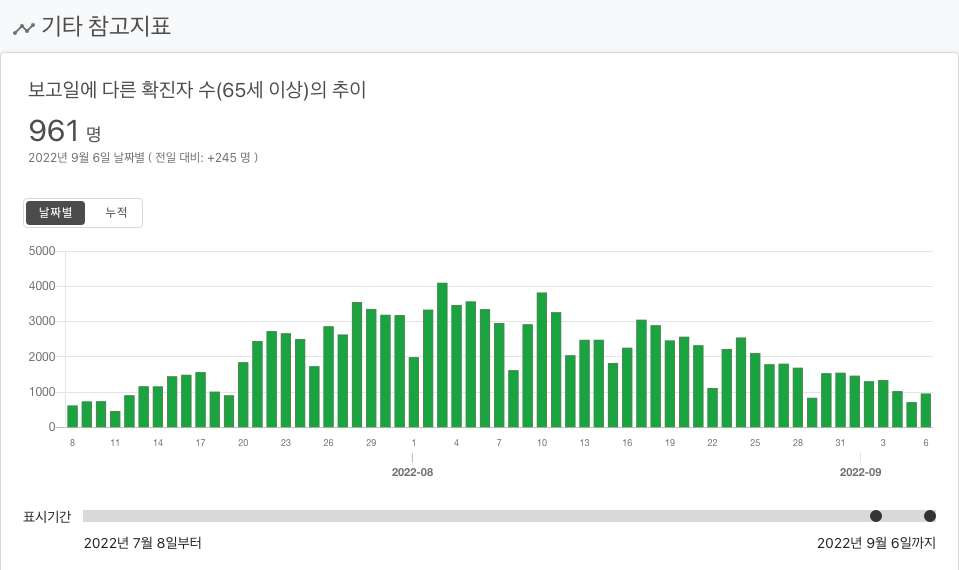 기타 참고지표
보고일에 다른 확진자 수(65세 이상)의 추이
961 명
2022년 9월 6일 날짜별 ( 전일 대비: +245 명 )
날짜별 누적
5000
4000
3000
2000
1000
0
8 11 14 17 20 23 26 29 1 4 7 10 13 16 19 22 25 28 31 3 6
2022-08 2022-09
표시기간
2022년 7월 8일부터 2022년 9월 6일까지